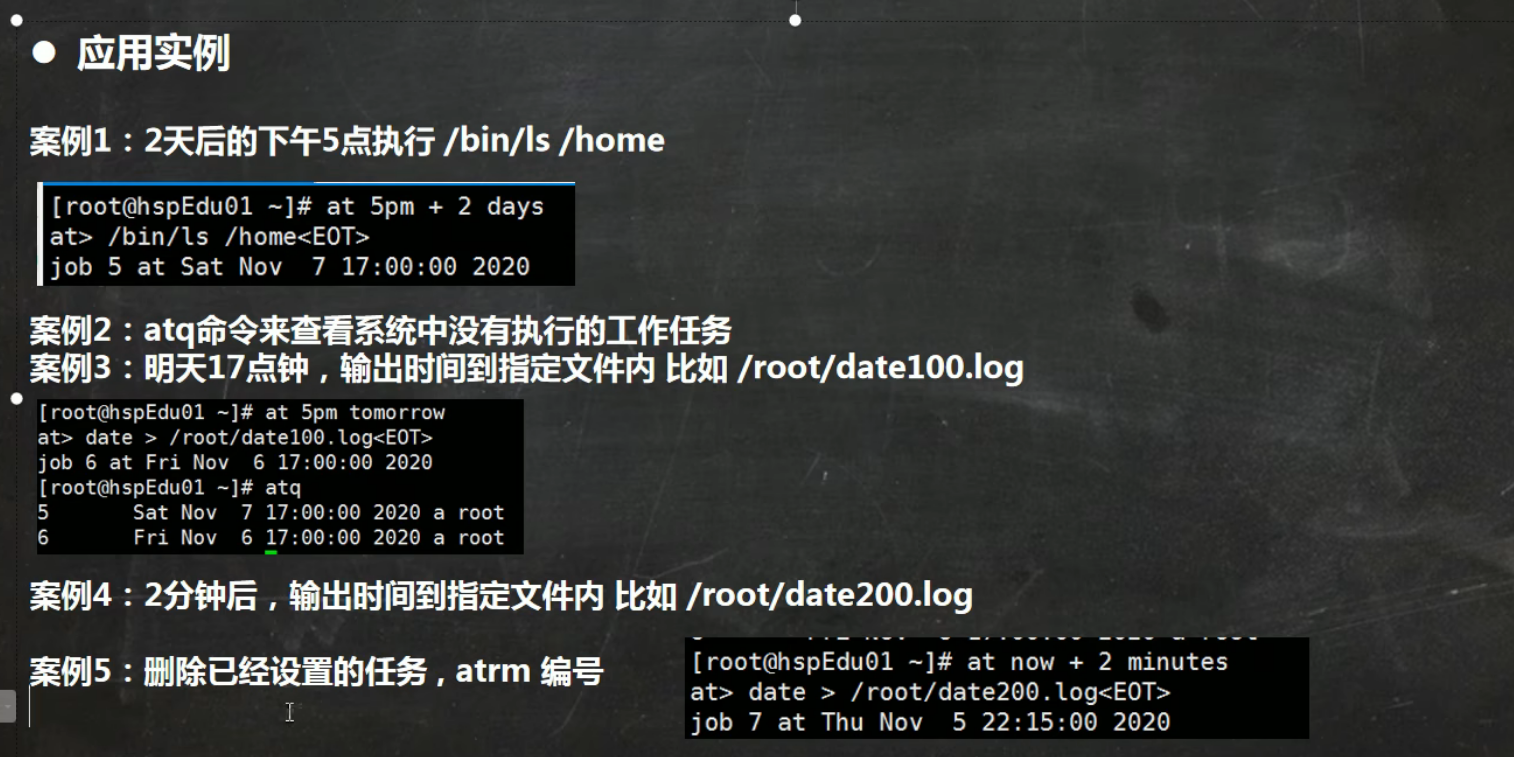 ● 应用实例
案例1：2天后的下午5点执行 /bin/ls /home
[root@hspEdu01 ~]# at 5pm + 2 days
at> /bin/ls /home<EOT>
job 5 at Sat Nov  7 17:00:00 2020
案例2：atq命令来查看系统中没有执行的工作任务
案例3：明天17点钟，输出时间到指定文件内 比如 /root/date100.log
[root@hspEdu01 ~]# at 5pm tomorrow
at> date > /root/date100.log<EOT>
job 6 at Fri Nov  6 17:00:00 2020
[root@hspEdu01 ~]# atq
5       Sat Nov  7 17:00:00 2020 a root
6       Fri Nov  6 17:00:00 2020 a root
案例4：2分钟后，输出时间到指定文件内 比如 /root/date200.log
案例5：删除已经设置的任务，atrm 编号
[root@hspEdu01 ~]# at now + 2 minutes
at> date > /root/date200.log<EOT>
job 7 at Thu Nov  5 22:15:00 2020